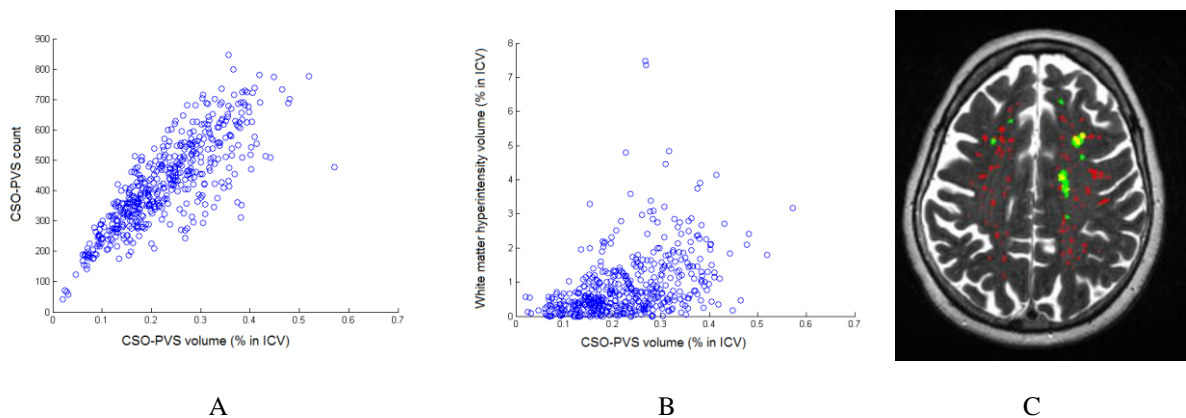 900
800
700
600
500
400
300
200
100
0
CSO-PVS count
0 0.1 0.2 0.3 0.4 0.5 0.6 0.7
CSO-PVS volume (% in ICV)
8
7
6
5
4
3
2
1
0
White matter hyperintensity volume (% in ICV)
0 0.1 0.2 0.3 0.4 0.5 0.6 0.7
CSO-PVS volume (% in ICV)
A B C